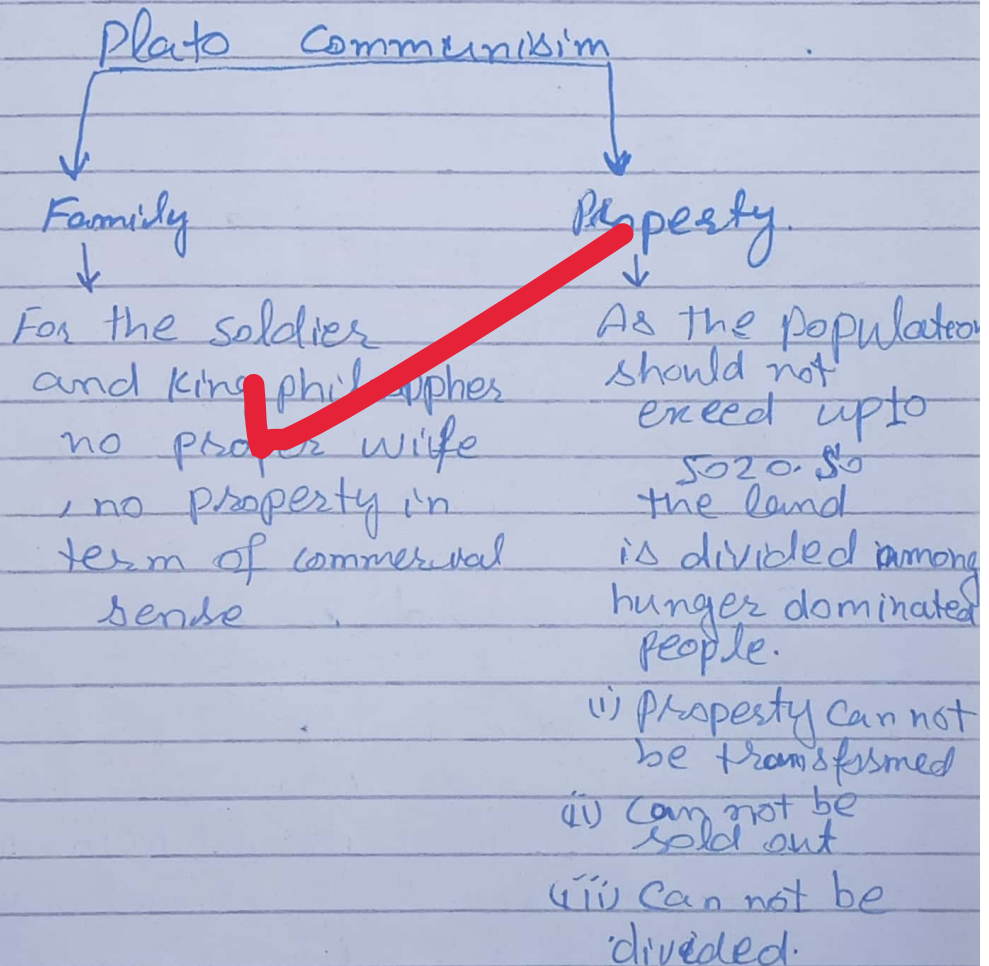 Plato Communisim
Family
For the soldier
and King philosopher
no proper wife
, no property in
term of commercial
sense
Property.
As the population
should not
exceed upto
5020. So
the land
is divided among
hunger dominated
people.
(i) Property Can not
be transfermed
(ii) Can not be
sold out
(iii) Can not be
divided.